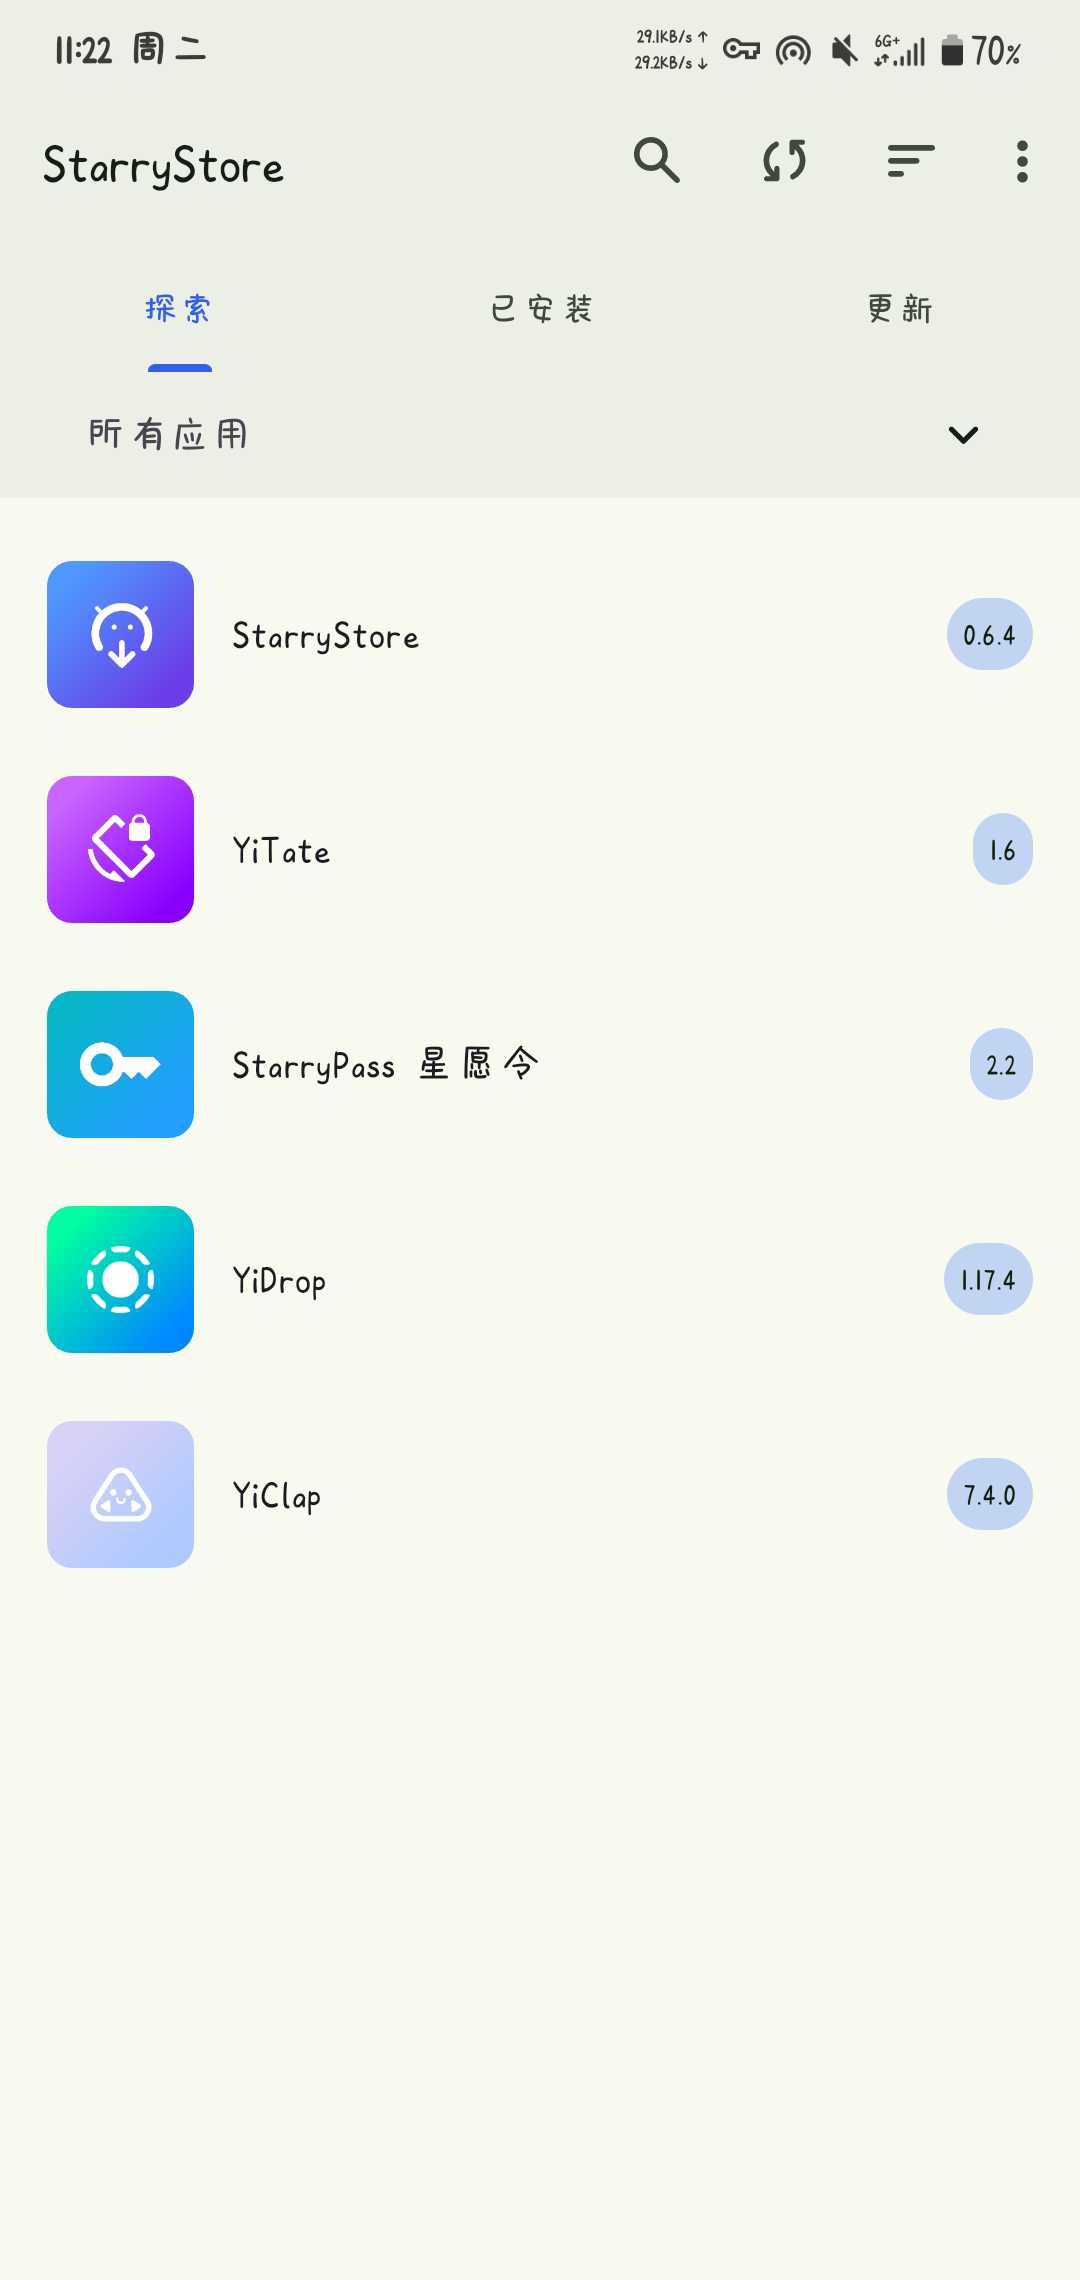 11:22 周二
29.1KB/s ↑
29.2KB/s ↓
6G+
70%
StarryStore
探索 已安装 更新
所有应用
StarryStore 0.6.4
YiTate 1.6
StarryPass 星愿令 2.2
YiDrop 1.17.4
YiClap 7.4.0